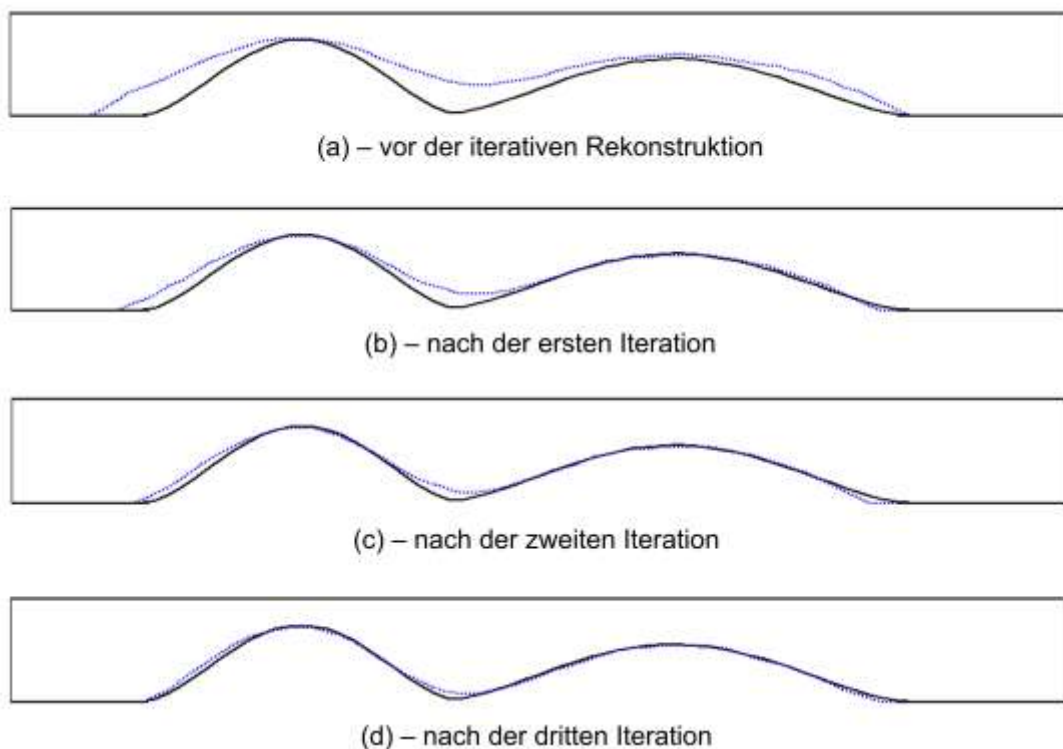 (a) – vor der iterativen Rekonstruktion
(b) – nach der ersten Iteration
(c) – nach der zweiten Iteration
(d) – nach der dritten Iteration